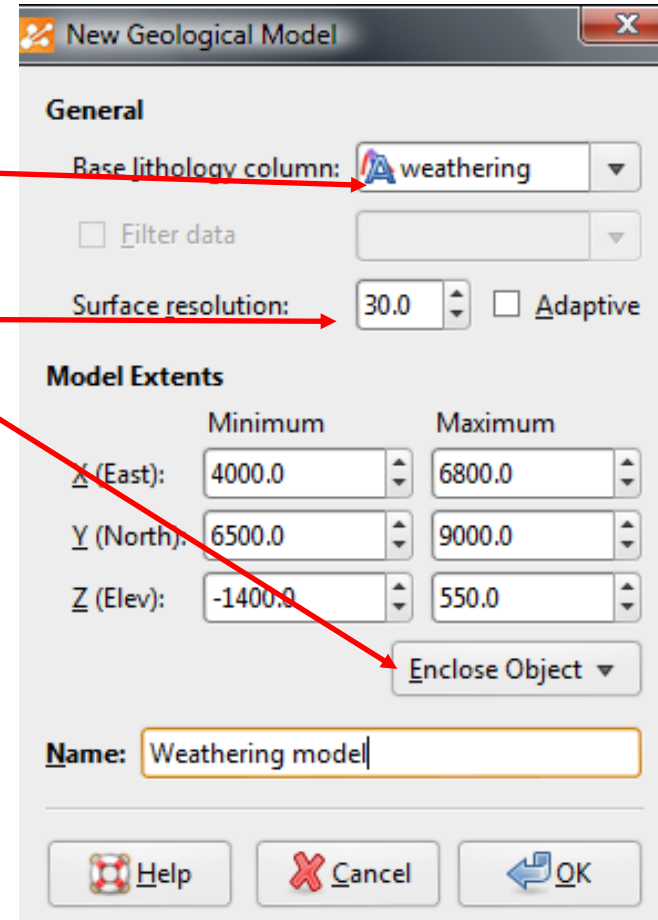 New Geological Model
General
Base lithology column: weathering
Filter data
Surface resolution: 30.0 Adaptive
Model Extents
Minimum Maximum
X (East): 4000.0 6800.0
Y (North): 6500.0 9000.0
Z (Elev): -1400.0 550.0
Enclose Object
Name: Weathering model
Help Cancel OK